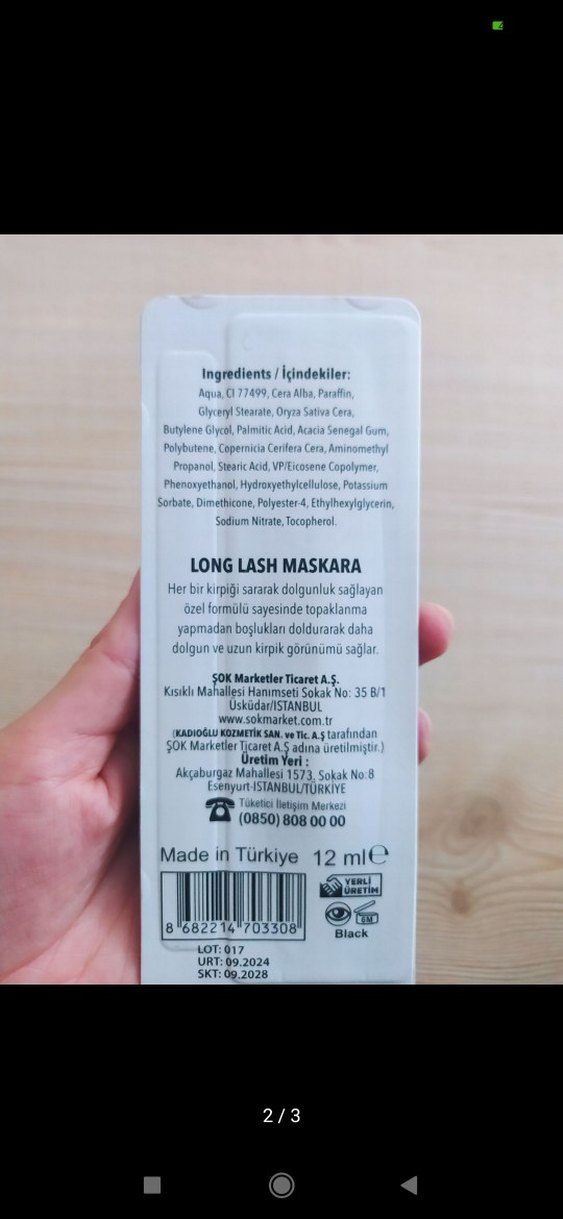 Ingredients / İçindekiler:
Aqua, CI 77499, Cera Alba, Paraffin,
Glyceryl Stearate, Oryza Sativa Cera,
Butylene Glycol, Palmitic Acid, Acacia Senegal Gum,
Polybutene, Copernicia Cerifera Cera, Aminomethyl
Propanol, Stearic Acid, VP/Eicosene Copolymer,
Phenoxyethanol, Hydroxyethylcellulose, Potassium
Sorbate, Dimethicone, Polyester-4, Ethylhexylglycerin,
Sodium Nitrate, Tocopherol.
LONG LASH MASKARA
Her bir kirpiği sararak dolgunluk sağlayan
özel formülü sayesinde topaklanma
yapmadan boşlukları doldurarak daha
dolgun ve uzun kirpik görünümü sağlar.
ŞOK Marketler Ticaret A.Ş.
Kısıklı Mahallesi Hanımseti Sokak No: 35 B/1
Üsküdar/ISTANBUL
www.sokmarket.com.tr
(KADIOĞLU KOZMETİK SAN. ve Tic. A.Ş tarafından
ŞOK Marketler Ticaret A.Ş adına üretilmiştir.)
Üretim Yeri :
Akçaburgaz Mahallesi 1573, Sokak No:8
Esenyurt-ISTANBUL/TÜRKİYE
Tüketici İletişim Merkezi
(0850) 808 00 00
Made in Türkiye 12 ml℮
YERLİ
ÜRETİM
6M
Black
8 682214 703308
LOT: 017
URT: 09.2024
SKT: 09.2028
2 / 3